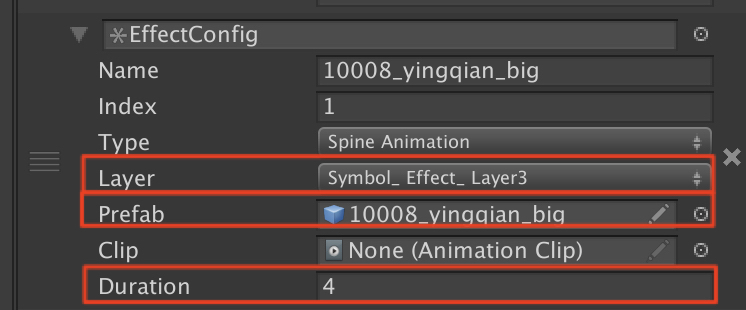 EffectConfig
Name 10008_yingqian_big
Index 1
Type Spine Animation
Layer Symbol_ Effect_ Layer3
Prefab 10008_yingqian_big
Clip None (Animation Clip)
Duration 4